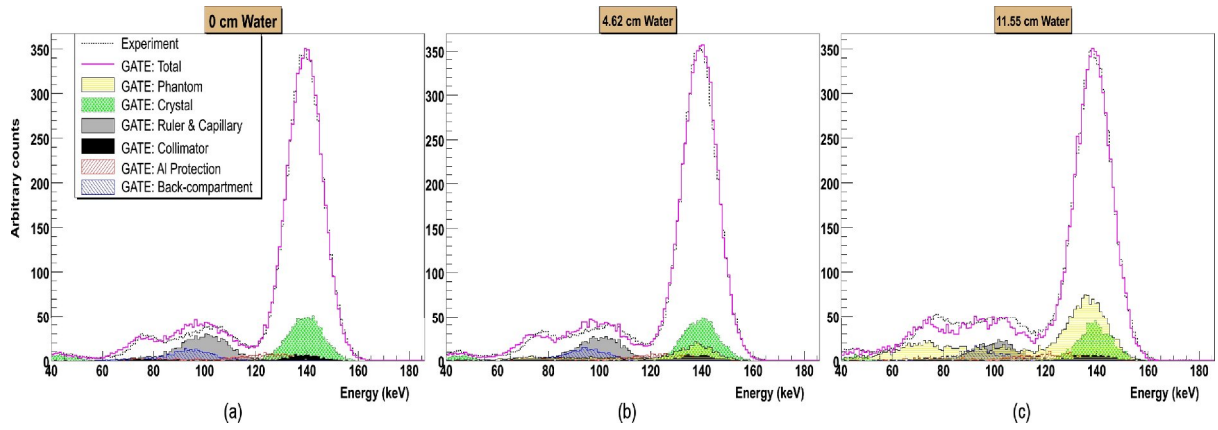 0 cm Water
4.62 cm Water
11.55 cm Water
Experiment
GATE: Total
GATE: Phantom
GATE: Crystal
GATE: Ruler & Capillary
GATE: Collimator
GATE: Al Protection
GATE: Back-compartment
Arbitrary counts
350
300
250
200
150
100
50
0
40 60 80 100 120 140 160 180
Energy (keV)
(a)
350
300
250
200
150
100
50
0
40 60 80 100 120 140 160 180
Energy (keV)
(b)
350
300
250
200
150
100
50
0
40 60 80 100 120 140 160 180
Energy (keV)
(c)